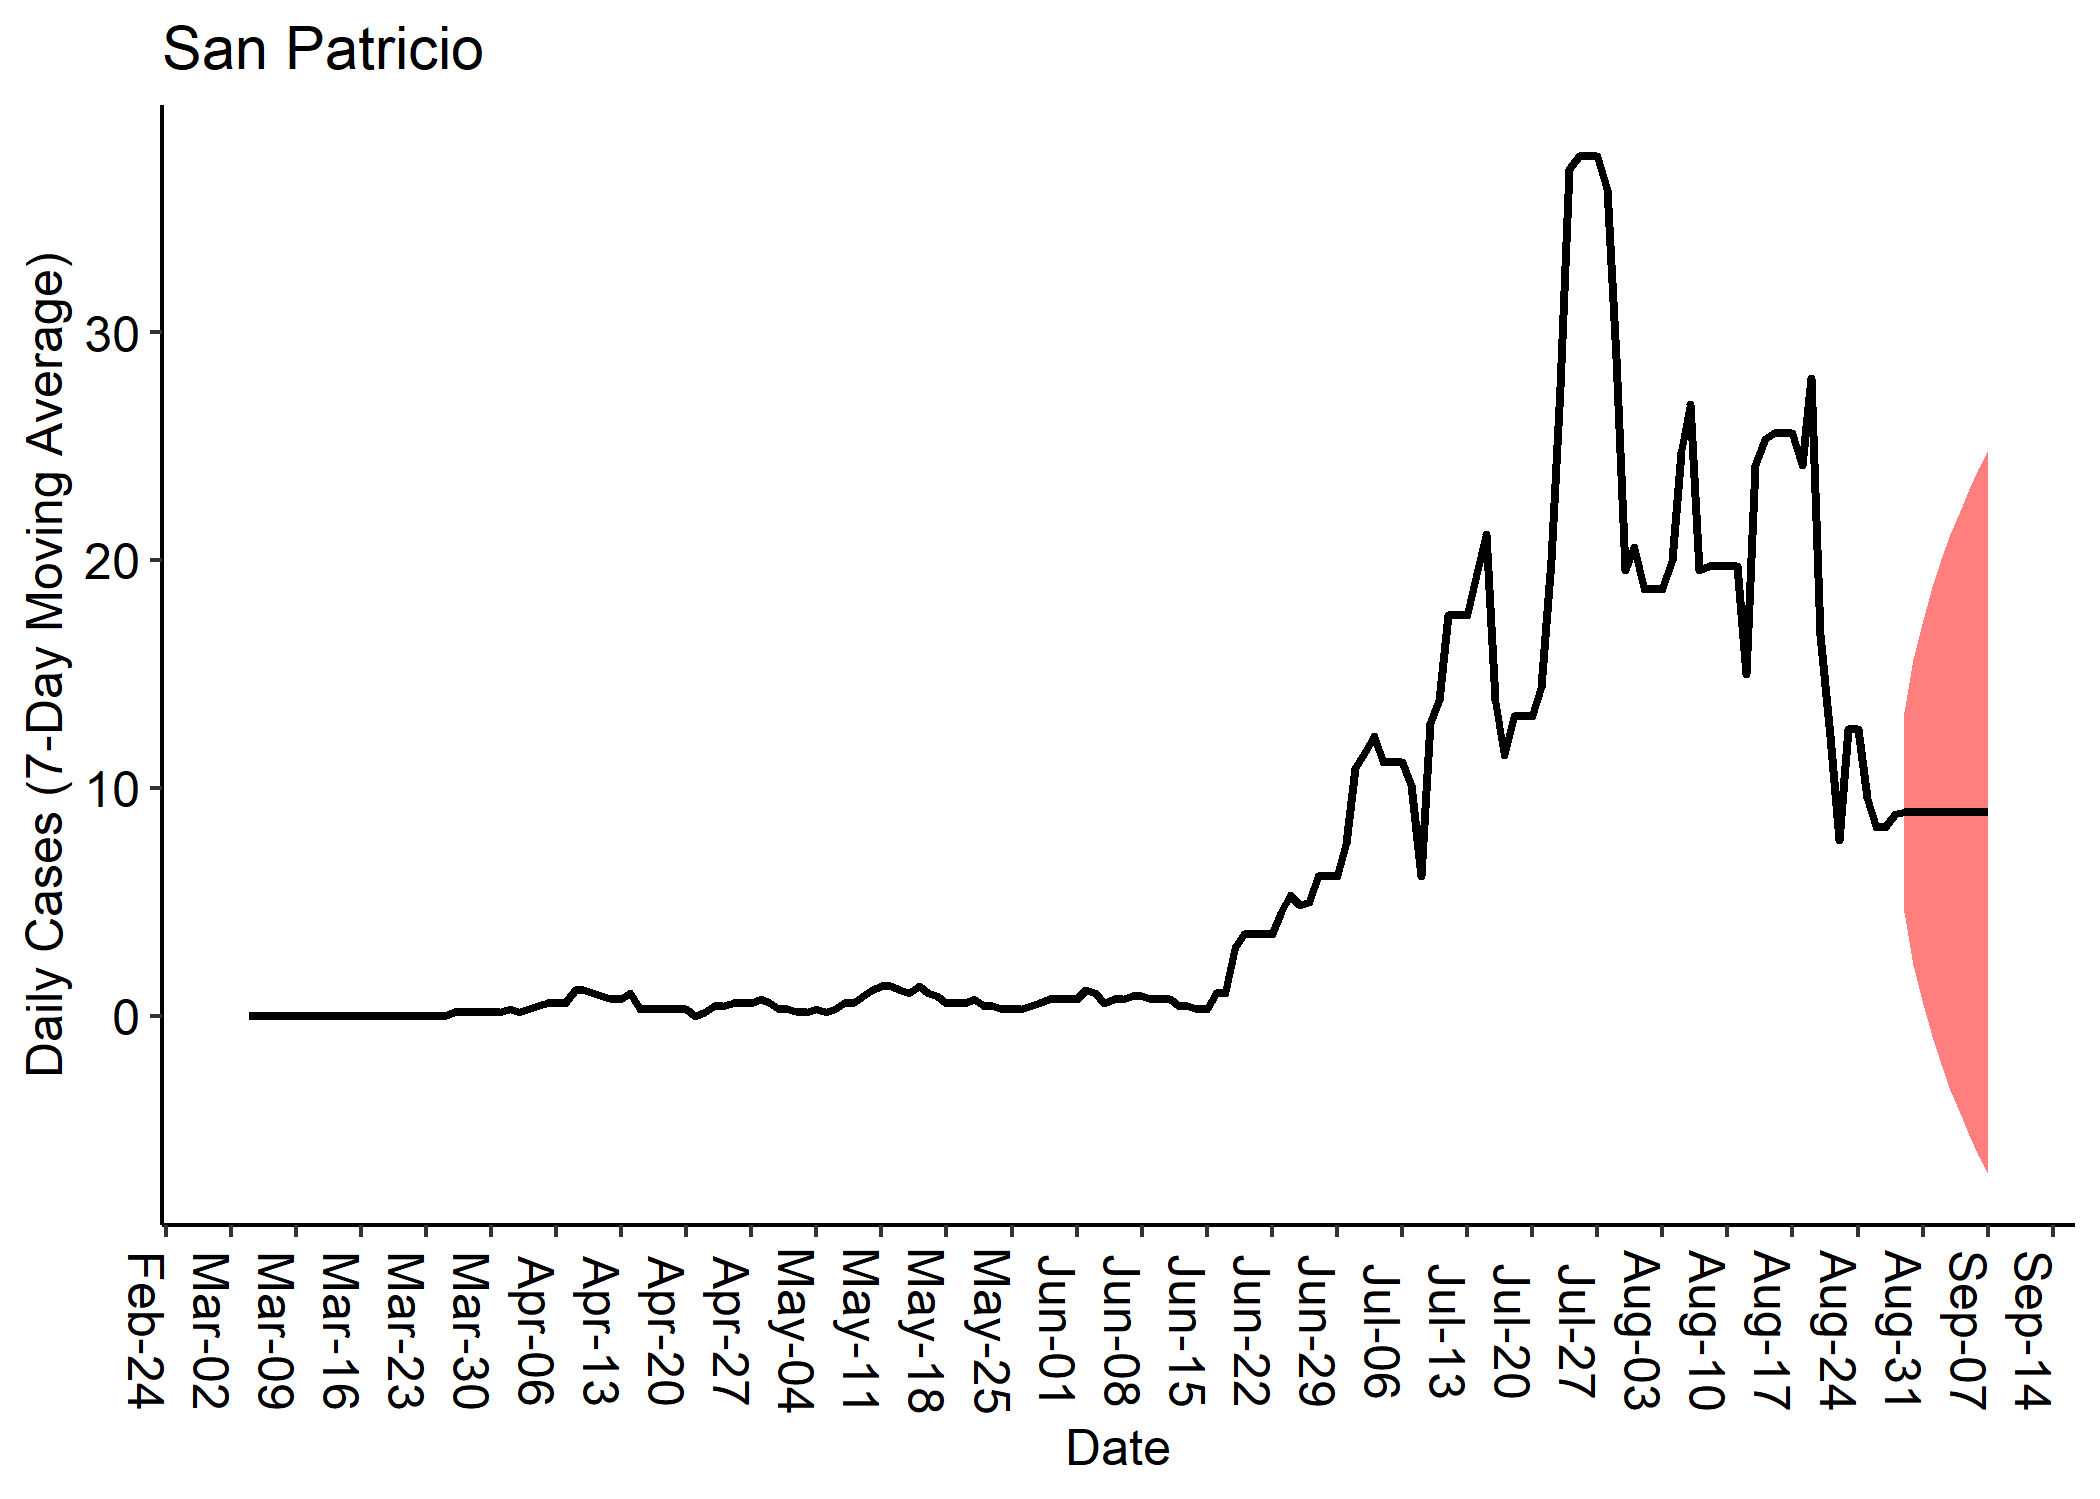 San Patricio
Daily Cases (7-Day Moving Average)
30
20
10
0
Feb-24
Mar-02
Mar-09
Mar-16
Mar-23
Mar-30
Apr-06
Apr-13
Apr-20
Apr-27
May-04
May-11
May-18
May-25
Jun-01
Jun-08
Jun-15
Jun-22
Jun-29
Jul-06
Jul-13
Jul-20
Jul-27
Aug-03
Aug-10
Aug-17
Aug-24
Aug-31
Sep-07
Sep-14
Date